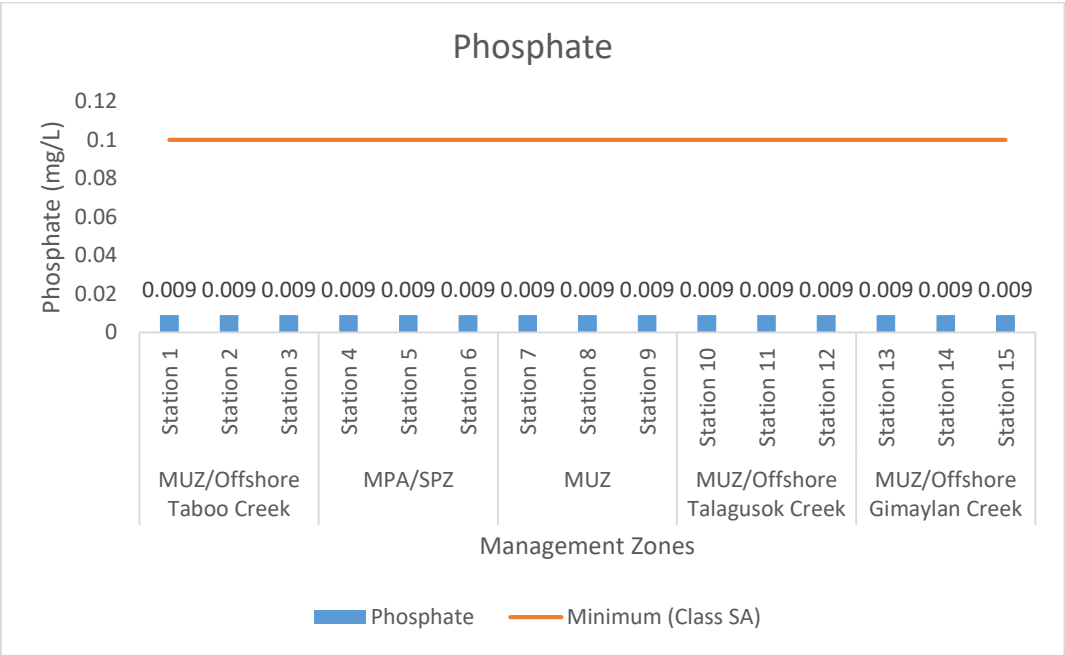 Phosphate
Phosphate (mg/L)
0.12
0.1
0.08
0.06
0.04
0.02
0
0.009 0.009 0.009 0.009 0.009 0.009 0.009 0.009 0.009 0.009 0.009 0.009 0.009 0.009 0.009
Station 1
Station 2
Station 3
Station 4
Station 5
Station 6
Station 7
Station 8
Station 9
Station 10
Station 11
Station 12
Station 13
Station 14
Station 15
MUZ/Offshore
Taboo Creek
MPA/SPZ
MUZ
MUZ/Offshore
Talagusok Creek
MUZ/Offshore
Gimaylan Creek
Management Zones
Phosphate
Minimum (Class SA)